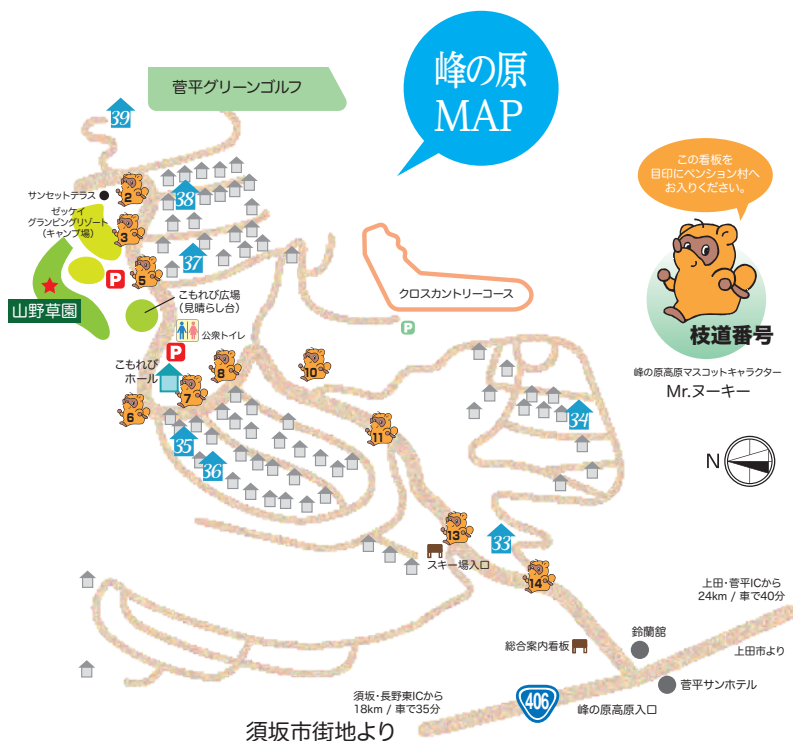 峰の原
MAP
菅平グリーンゴルフ
39
この看板を
目印にペンション村へ
お入りください。
サンセットテラス
2
38
ゼッケイ
グランピングリゾート
(キャンプ場)
3
37
5
P
山野草園
こもれび広場
(見晴らし台)
クロスカントリーコース
P
枝道番号
公衆トイレ
P
こもれび
ホール
8
10
7
6
峰の原高原マスコットキャラクター
Mr.ヌーキー
35
36
11
34
N
13
33
スキー場入口
14
上田・菅平ICから
24km / 車で40分
鈴蘭館
総合案内看板
上田市より
菅平サンホテル
須坂・長野東ICから
18km / 車で35分
406
峰の原高原入口
須坂市街地より